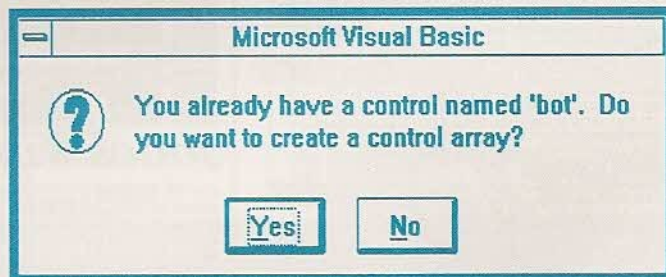 Microsoft Visual Basic
You already have a control named 'bot'. Do
you want to create a control array?
Yes
No